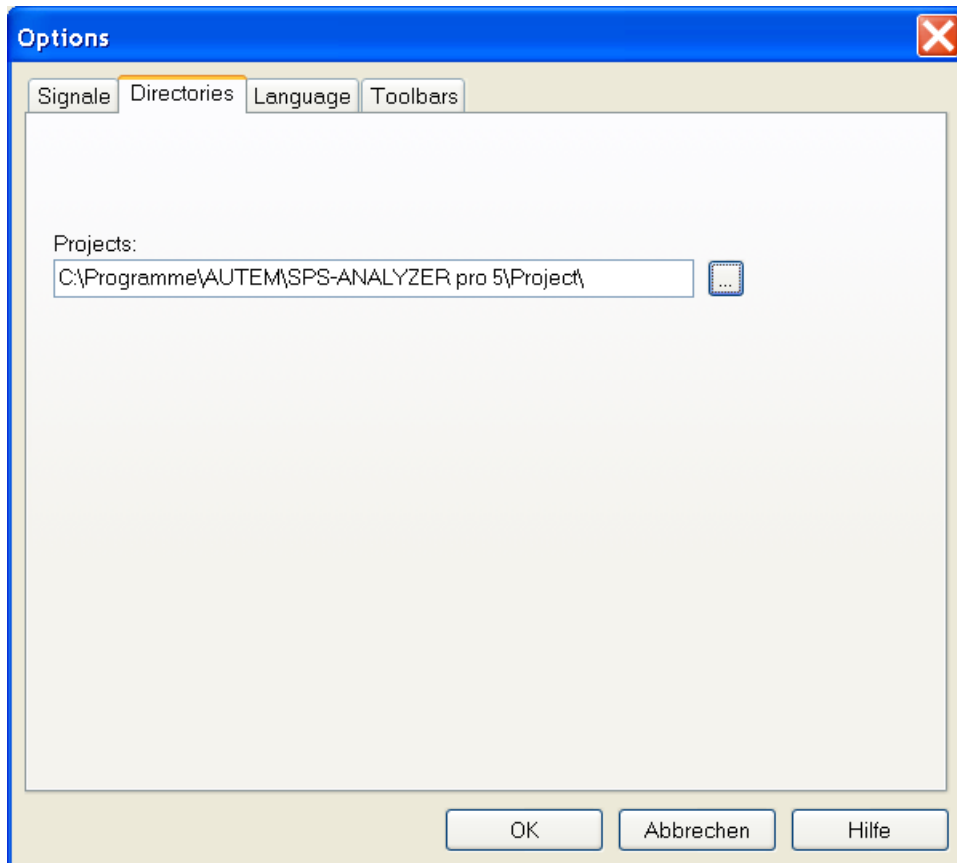 Options
Signale Directories Language Toolbars
Projects:
C:\Programme\AUTEM\SPS-ANALYZER pro 5\Project\ ...
OK Abbrechen Hilfe